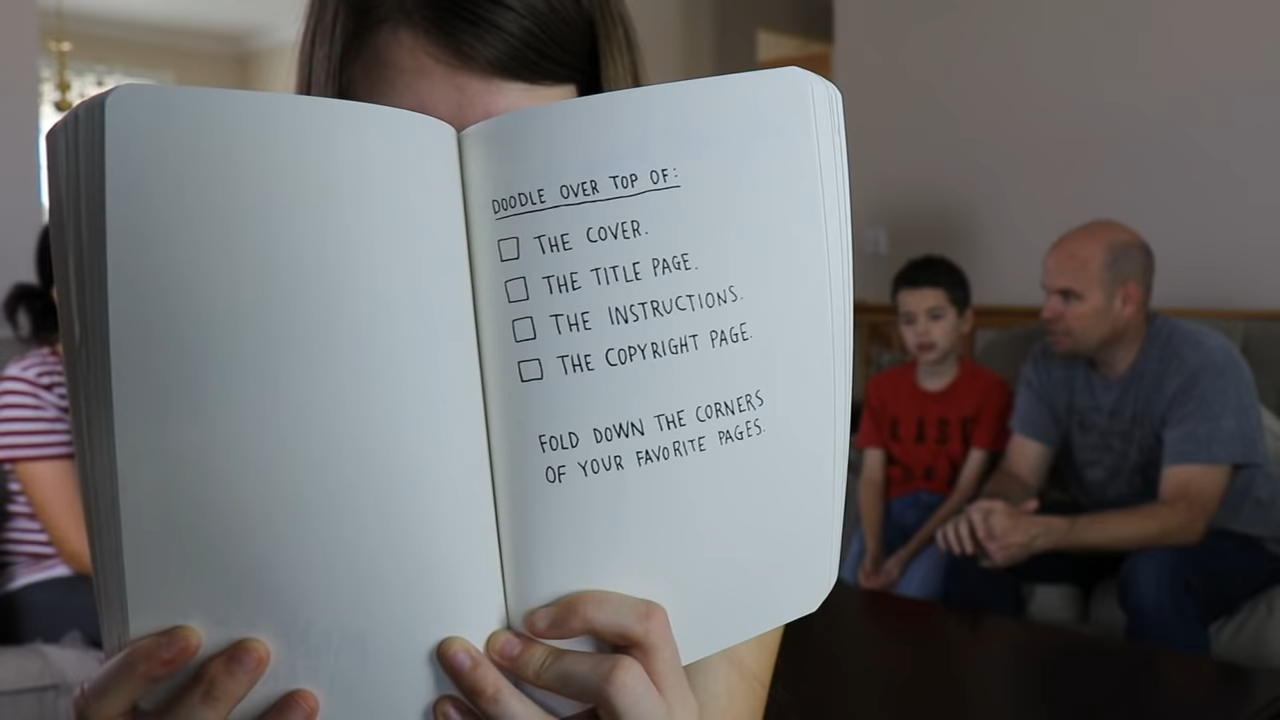 DOODLE OVER TOP OF:
THE COVER.
THE TITLE PAGE.
THE INSTRUCTIONS.
THE COPYRIGHT PAGE.
FOLD DOWN THE CORNERS
OF YOUR FAVORITE PAGES.